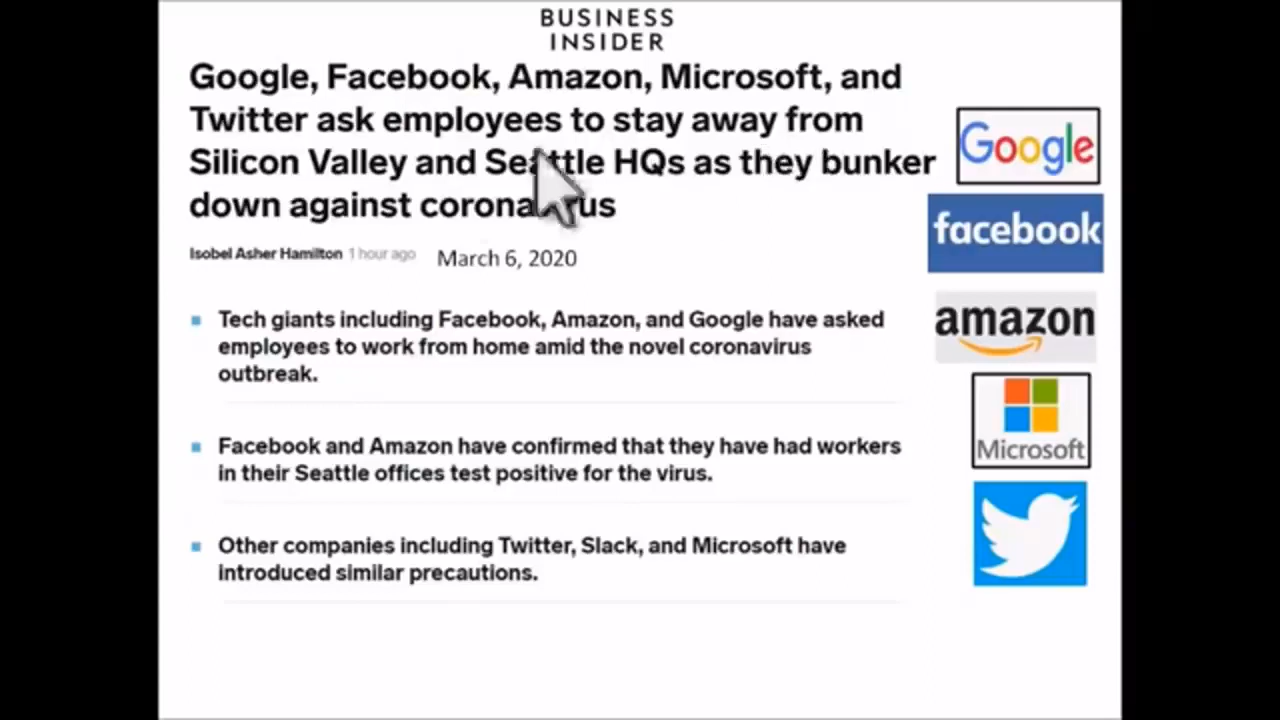 BUSINESS
INSIDER
Google, Facebook, Amazon, Microsoft, and
Twitter ask employees to stay away from
Silicon Valley and Seattle HQs as they bunker
down against coronavirus
Isobel Asher Hamilton 1 hour ago March 6, 2020
Tech giants including Facebook, Amazon, and Google have asked
employees to work from home amid the novel coronavirus
outbreak.
Facebook and Amazon have confirmed that they have had workers
in their Seattle offices test positive for the virus.
Other companies including Twitter, Slack, and Microsoft have
introduced similar precautions.
Google
facebook
amazon
Microsoft